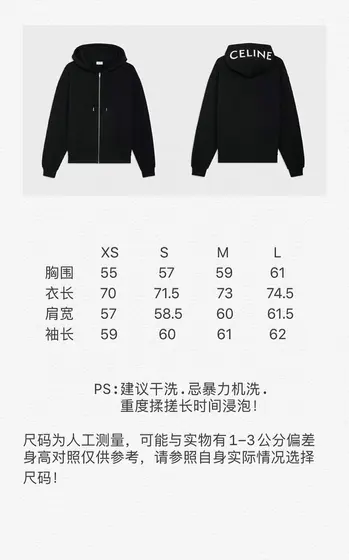 CELINE
XS S M L
胸围 55 57 59 61
衣长 70 71.5 73 74.5
肩宽 57 58.5 60 61.5
袖长 59 60 61 62
PS:建议干洗.忌暴力机洗.
重度揉搓长时间浸泡!
尺码为人工测量，可能与实物有1-3公分偏差
身高对照仅供参考，请参照自身实际情况选择
尺码!